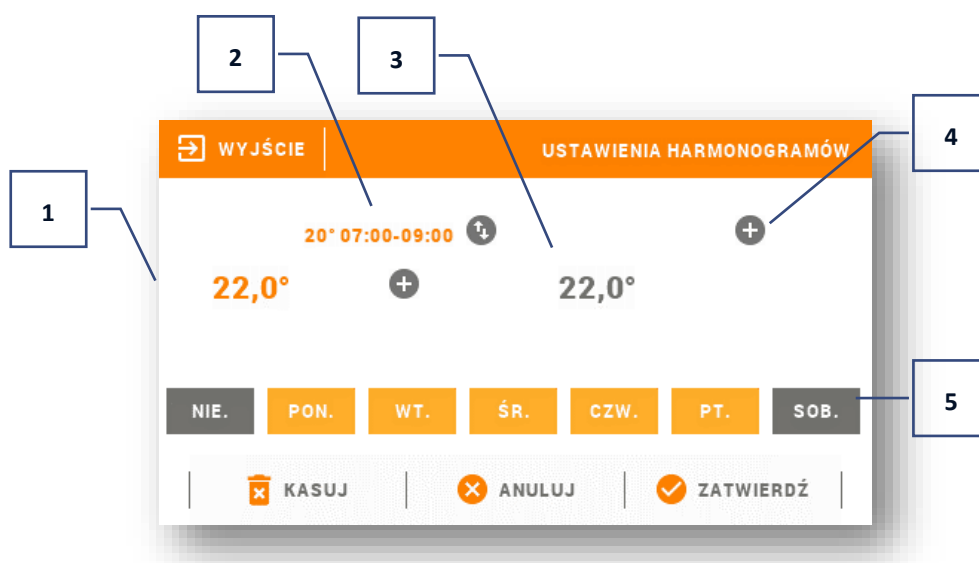 2
3
4
1
5
WYJŚCIE
USTAWIENIA HARMONOGRAMÓW
20° 07:00-09:00
22,0°
22,0°
NIE. PON. WT. ŚR. CZW. PT. SOB.
KASUJ ANULUJ ZATWIERDŹ